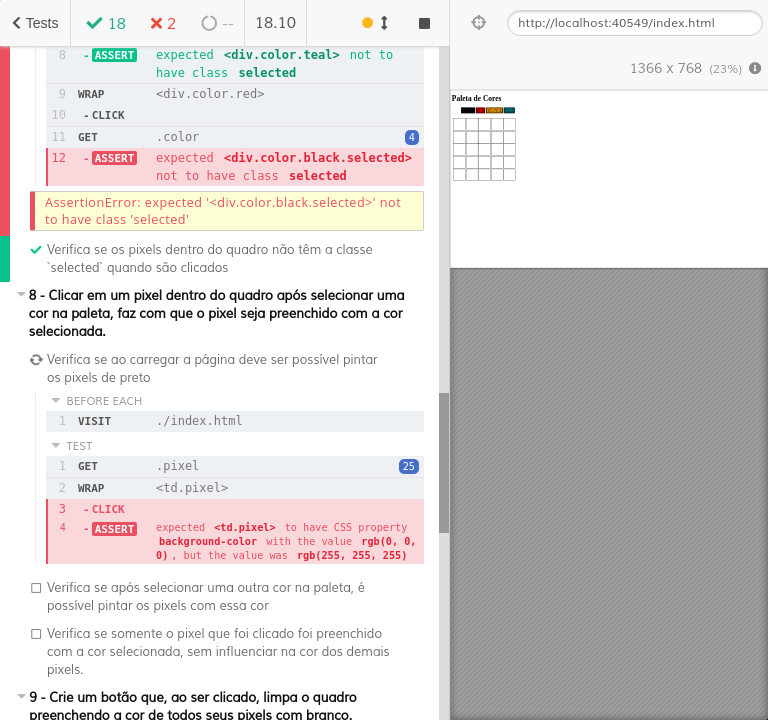 Tests
18
2
--
18.10
http://localhost:40549/index.html
1366 x 768 (23%)
8 - ASSERT expected <div.color.teal> not to
have class selected
9 WRAP <div.color.red>
10 - CLICK
11 GET .color 4
12 - ASSERT expected <div.color.black.selected>
not to have class selected
AssertionError: expected '<div.color.black.selected>' not
to have class 'selected'
Verifica se os pixels dentro do quadro não têm a classe
`selected` quando são clicados
8 - Clicar em um pixel dentro do quadro após selecionar uma
cor na paleta, faz com que o pixel seja preenchido com a cor
selecionada.
Verifica se ao carregar a página deve ser possível pintar
os pixels de preto
BEFORE EACH
1 VISIT ./index.html
TEST
1 GET .pixel 25
2 WRAP <td.pixel>
3 - CLICK
4 - ASSERT expected <td.pixel> to have CSS property
background-color with the value rgb(0, 0,
0) , but the value was rgb(255, 255, 255)
Verifica se após selecionar uma outra cor na paleta, é
possível pintar os pixels com essa cor
Verifica se somente o pixel que foi clicado foi preenchido
com a cor selecionada, sem influenciar na cor dos demais
pixels.
9 - Crie um botão que, ao ser clicado, limpa o quadro
preenchendo a cor de todos seus pixels com branco.
Paleta de Cores